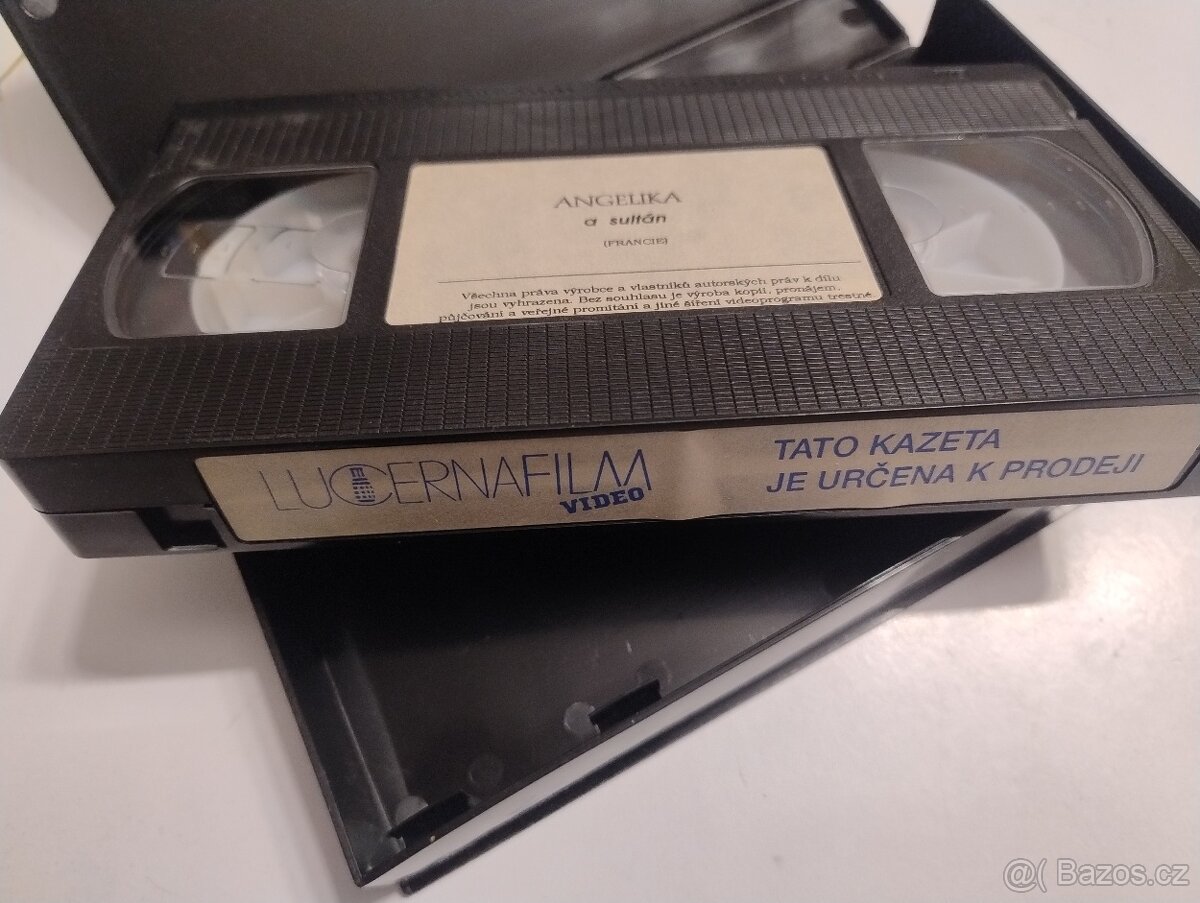 ANGELIKA
a sultán
(FRANCIE)
Všechna práva výrobce a vlastníků autorských práv k dílu
jsou vyhrazena. Bez souhlasu je výroba kopií, pronájem,
půjčování a veřejné promítání a jiné šíření videoprogramu trestné
LUCERNAFILM
VIDEO
TATO KAZETA
JE URČENA K PRODEJI
@( Bazos.cz